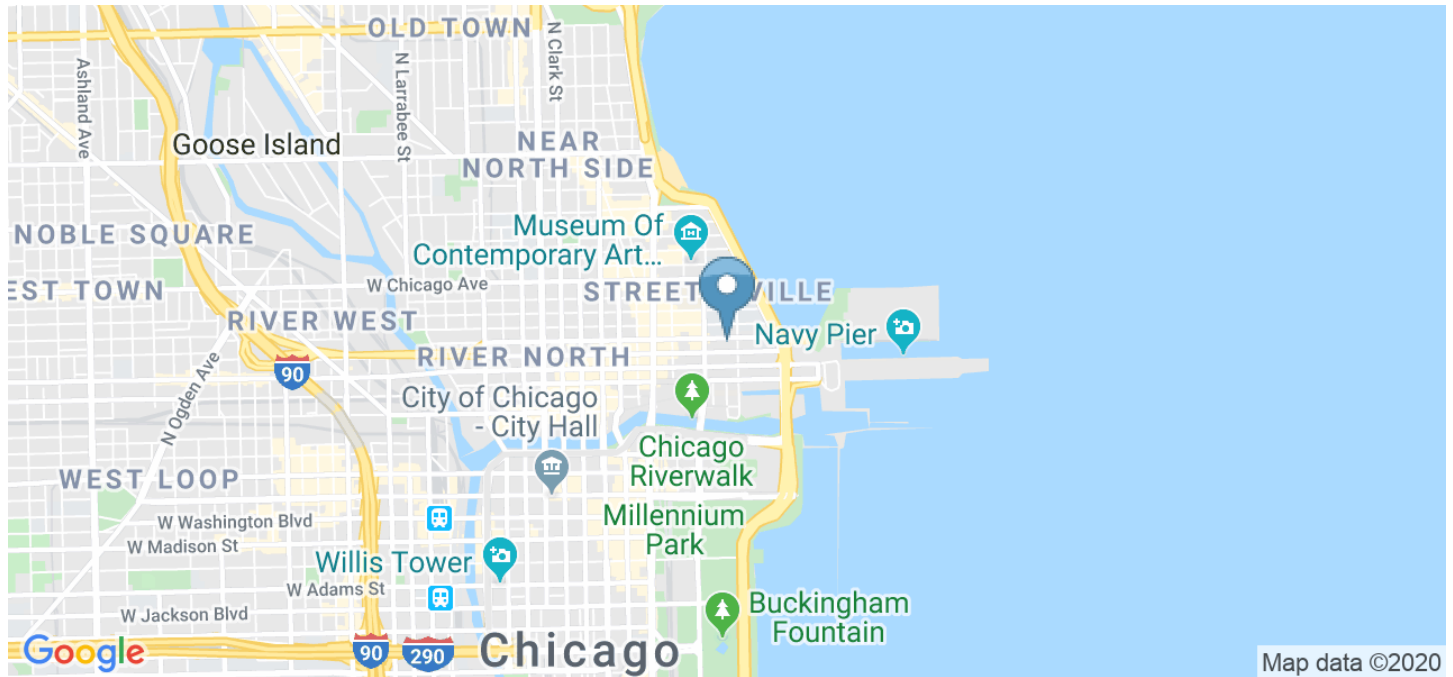 OLD TOWN
N Clark St
Ashland Ave
N Larrabee St
Goose Island
NEAR
NORTH SIDE
NOBLE SQUARE
Museum Of
Contemporary Art...
W Chicago Ave
EST TOWN
STREET VILLE
RIVER WEST
Navy Pier
RIVER NORTH
90
N Ogden Ave
City of Chicago
- City Hall
Chicago
Riverwalk
WEST LOOP
W Washington Blvd
Millennium
Park
W Madison St
Willis Tower
W Adams St
W Jackson Blvd
Buckingham
Fountain
Google
90
290
Chicago
Map data ©2020